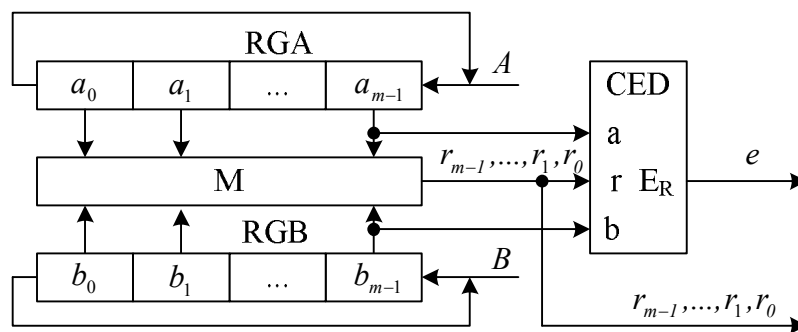 RGA
A
a₀ a₁ ... aₘ₋₁
CED
a
M
rₘ₋₁,...,r₁,r₀
r E_R
e
b
RGB
B
b₀ b₁ ... bₘ₋₁
rₘ₋₁,...,r₁,r₀